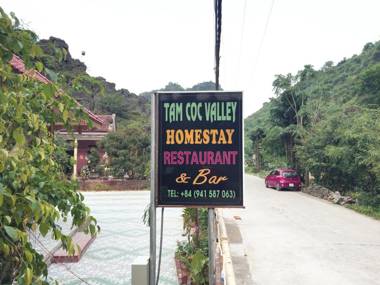 TAM COC VALLEY
HOMESTAY
RESTAURANT
& Bar
TEL: +84 (941 587 063)